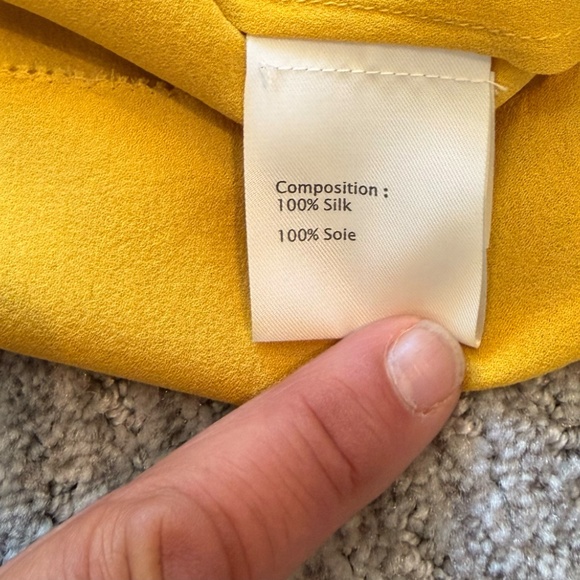 Composition :
100% Silk
100% Soie